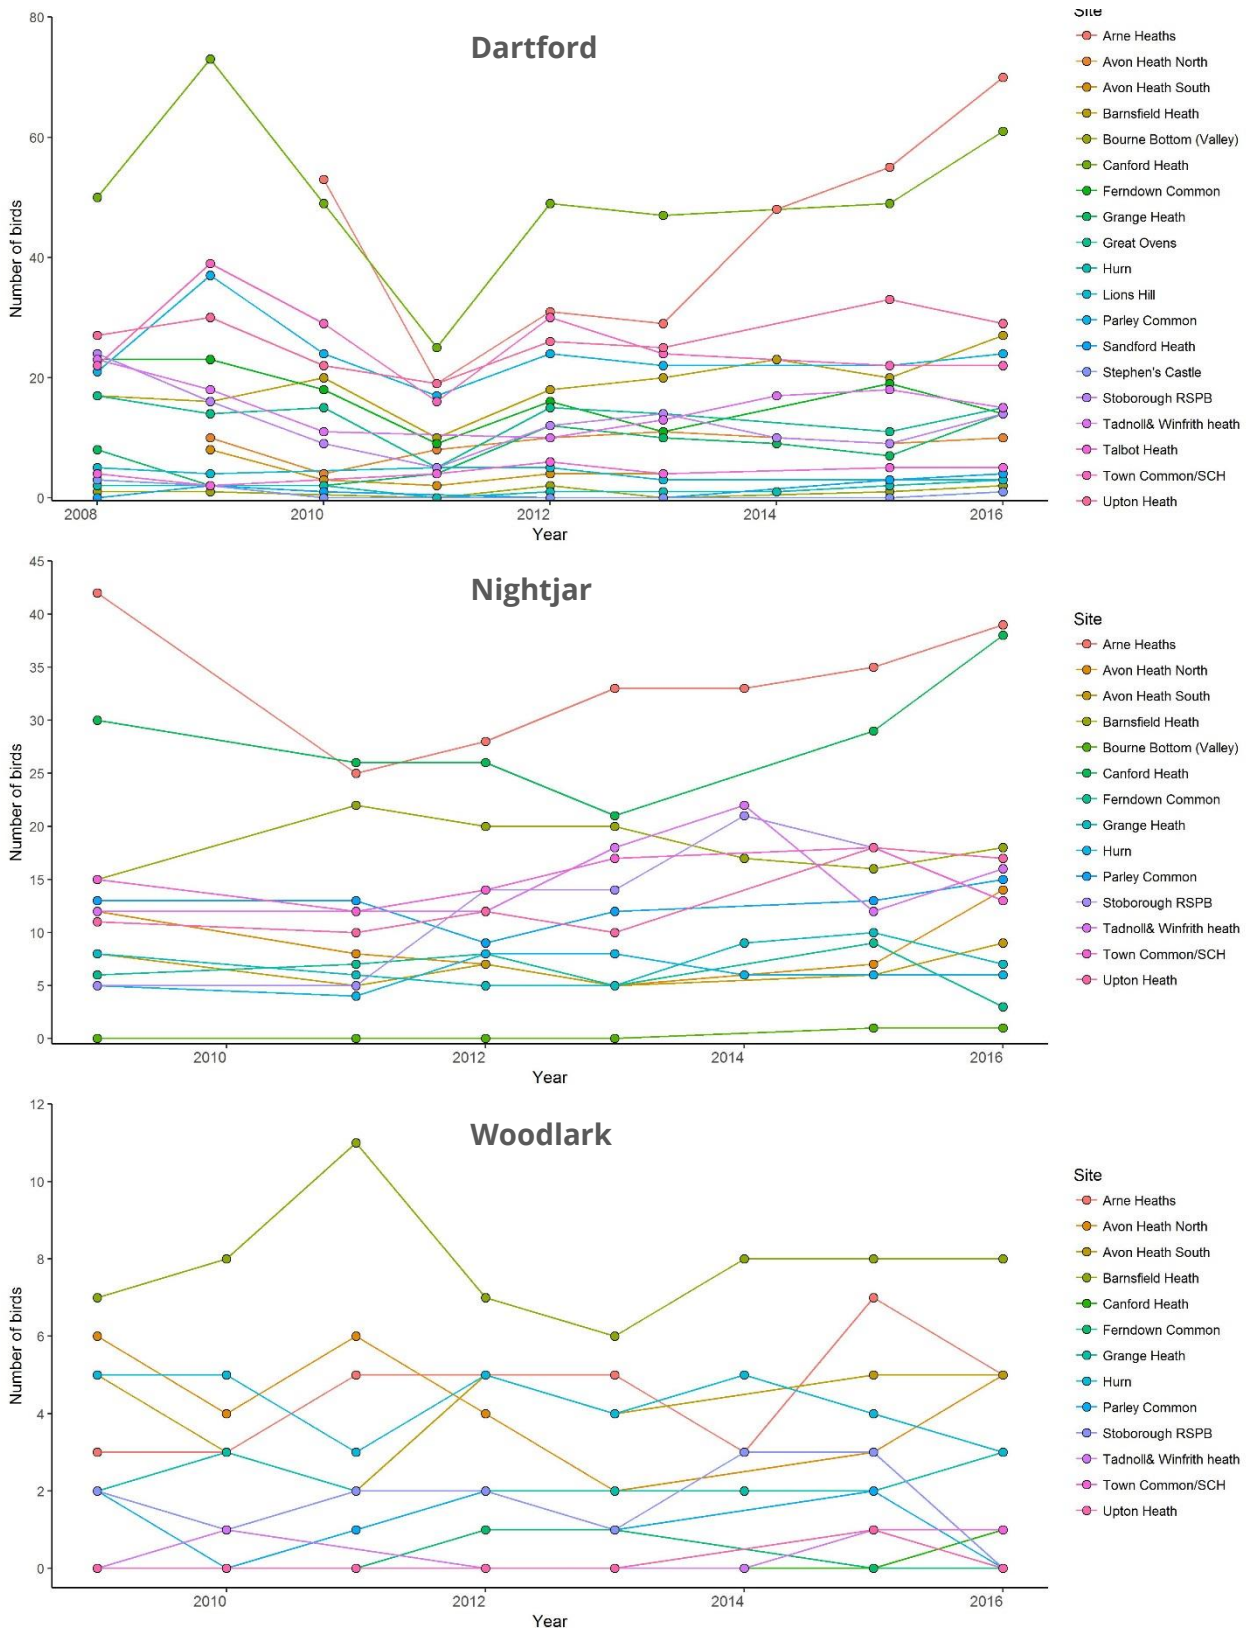 Dartford
Number of birds
80
60
40
20
0
2008
2010
2012
2014
2016
Year
Site
Arne Heaths
Avon Heath North
Avon Heath South
Barnsfield Heath
Bourne Bottom (Valley)
Canford Heath
Ferndown Common
Grange Heath
Great Ovens
Hurn
Lions Hill
Parley Common
Sandford Heath
Stephen's Castle
Stoborough RSPB
Tadnoll& Winfrith heath
Talbot Heath
Town Common/SCH
Upton Heath
Nightjar
Number of birds
45
40
35
30
25
20
15
10
5
0
2010
2012
2014
2016
Year
Site
Arne Heaths
Avon Heath North
Avon Heath South
Barnsfield Heath
Bourne Bottom (Valley)
Canford Heath
Ferndown Common
Grange Heath
Hurn
Parley Common
Stoborough RSPB
Tadnoll& Winfrith heath
Town Common/SCH
Upton Heath
Woodlark
Number of birds
12
10
8
6
4
2
0
2010
2012
2014
2016
Year
Site
Arne Heaths
Avon Heath North
Avon Heath South
Barnsfield Heath
Canford Heath
Ferndown Common
Grange Heath
Hurn
Parley Common
Stoborough RSPB
Tadnoll& Winfrith heath
Town Common/SCH
Upton Heath